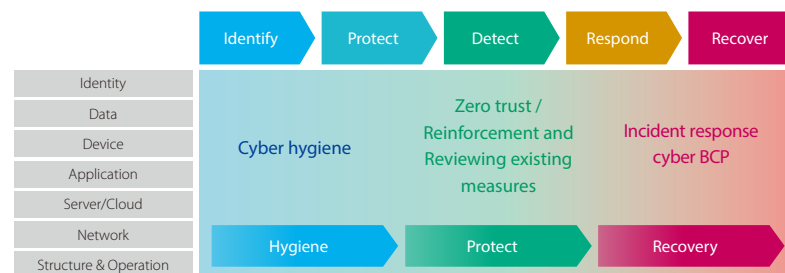 Identify
Protect
Detect
Respond
Recover
Identity
Data
Device
Application
Server/Cloud
Network
Structure & Operation
Cyber hygiene
Zero trust /
Reinforcement and
Reviewing existing
measures
Incident response
cyber BCP
Hygiene
Protect
Recovery